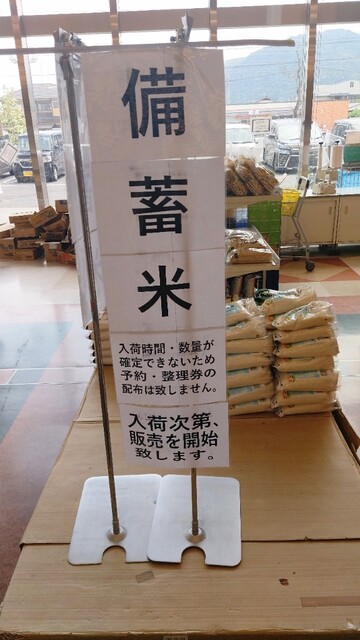 備
蓄
米
入荷時間・数量が
確定できないため
予約・整理券の
配布は致しません。
入荷次第、
販売を開始
致します。